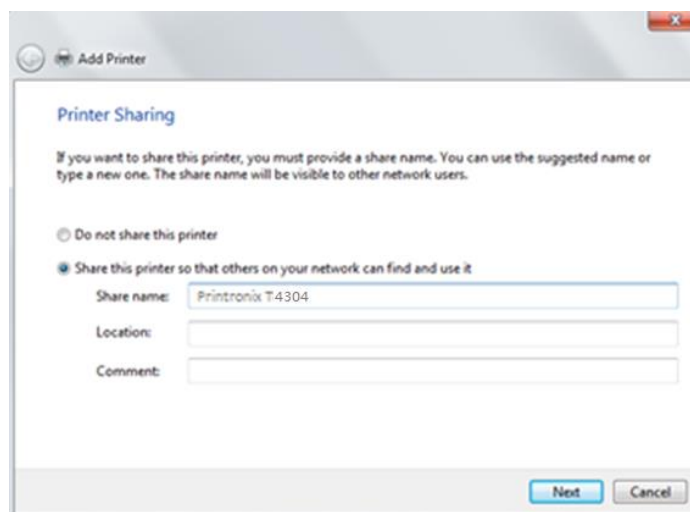 Add Printer
Printer Sharing
If you want to share this printer, you must provide a share name. You can use the suggested name or
type a new one. The share name will be visible to other network users.
Do not share this printer
Share this printer so that others on your network can find and use it
Share name: Printronix T4304
Location:
Comment:
Next Cancel